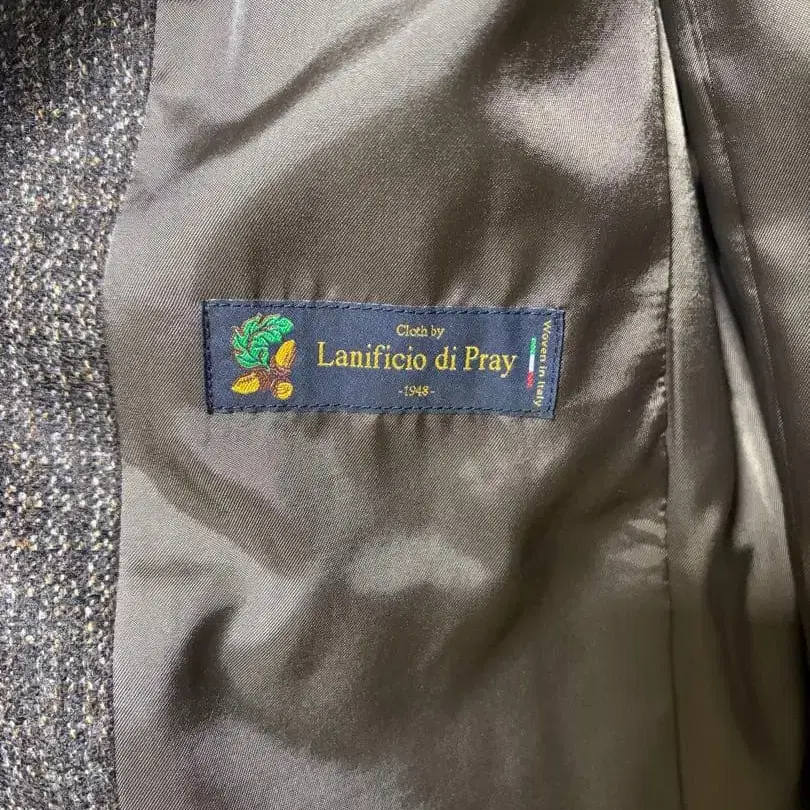 Cloth by
Lanificio di Pray
-1948-
Woven in Italy